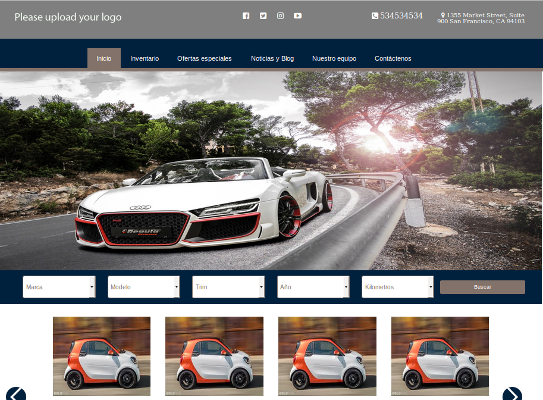 Please upload your logo
534534534
1355 Market Street, Suite
900 San Francisco, CA 94103
Inicio Inventario Ofertas especiales Noticias y Blog Nuestro equipo Contáctenos
Marca Modelo Trim Año Kilometros Buscar